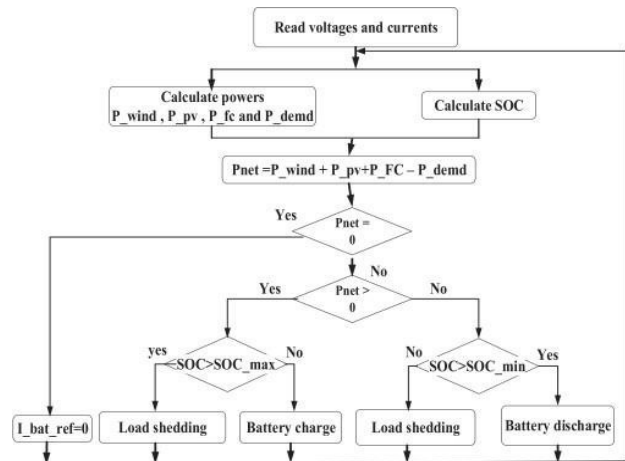 Read voltages and currents
Calculate powers
P_wind , P_pv , P_fc and P_demd
Calculate SOC
Pnet =P_wind + P_pv+P_FC – P_demd
Yes
Pnet =
0
No
Yes
Pnet >
0
No
yes
SOC>SOC_max
No
No
SOC>SOC_min
Yes
I_bat_ref=0
Load shedding
Battery charge
Load shedding
Battery discharge